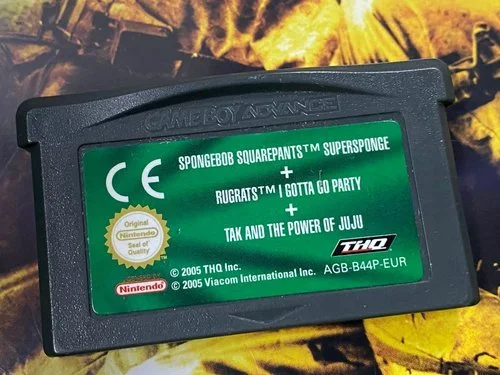 GAME BOY ADVANCE
CE
SPONGEBOB SQUAREPANTS™ SUPERSPONGE
+
RUGRATS™ I GOTTA GO PARTY
+
TAK AND THE POWER OF JUJU
Original
Nintendo
Seal of
Quality
THQ
© 2005 THQ Inc.
© 2005 Viacom International Inc.
AGB-B44P-EUR
Nintendo